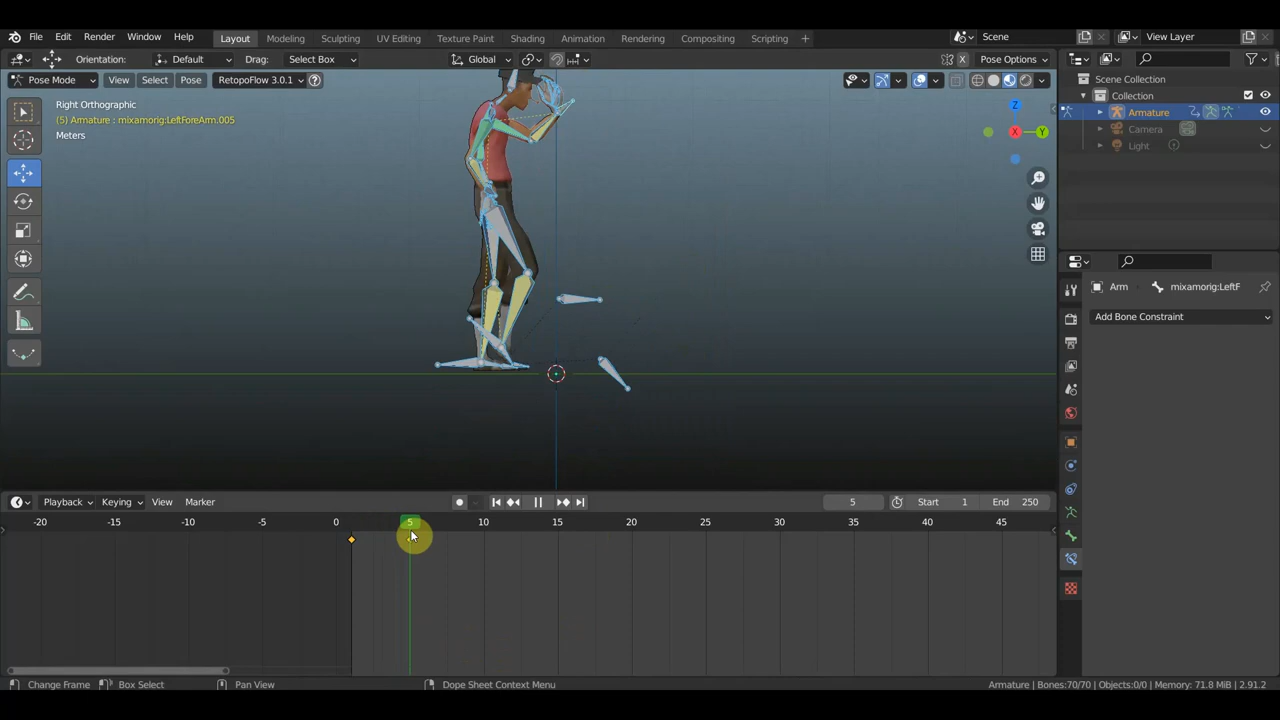 File Edit Render Window Help Layout Modeling Sculpting UV Editing Texture Paint Shading Animation Rendering Compositing Scripting + Scene View Layer
Orientation: Default Drag: Select Box Global Pose Options
Pose Mode View Select Pose RetopoFlow 3.0.1
Right Orthographic
(5) Armature : mixamorig:LeftForeArm.005
Meters
Z
X
Y
Scene Collection
Collection
Armature
Camera
Light
Arm mixamorig:LeftF
Add Bone Constraint
Playback Keying View Marker 5 Start 1 End 250
-20 -15 -10 -5 0 5 10 15 20 25 30 35 40 45
Change Frame Box Select Pan View Dope Sheet Context Menu Armature | Bones:70/70 | Objects:0/0 | Memory: 71.8 MiB | 2.91.2